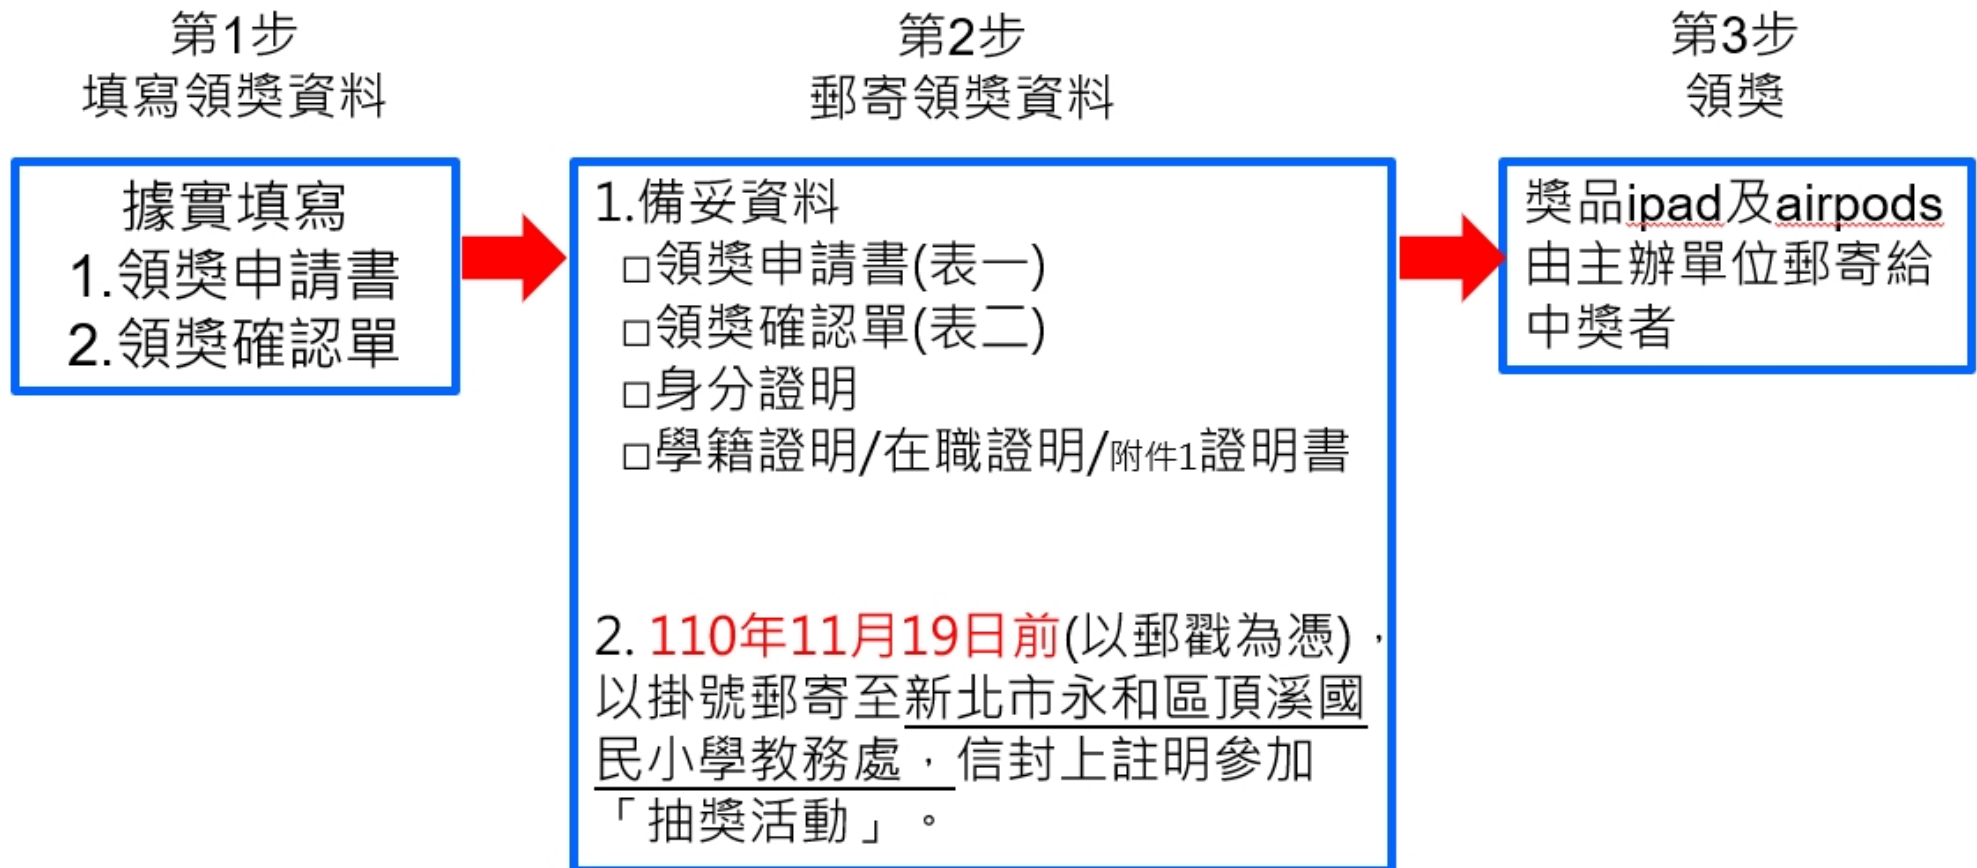 第1步
填寫領獎資料
據實填寫
1.領獎申請書
2.領獎確認單
第2步
郵寄領獎資料
1.備妥資料
□領獎申請書(表一)
□領獎確認單(表二)
□身分證明
□學籍證明/在職證明/附件1證明書
2. 110年11月19日前(以郵戳為憑)，
以掛號郵寄至新北市永和區頂溪國
民小學教務處，信封上註明參加
「抽獎活動」。
第3步
領獎
獎品ipad及airpods
由主辦單位郵寄給
中獎者